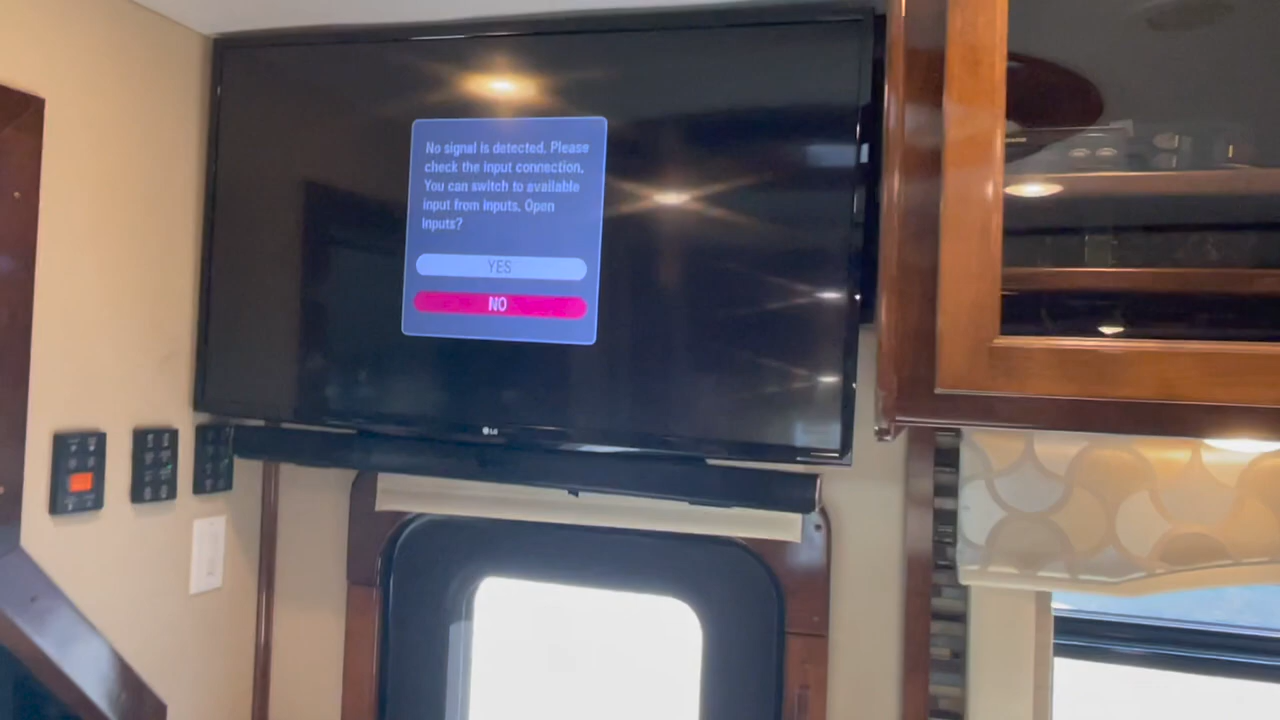 No signal is detected. Please
check the input connection.
You can switch to available
input from inputs. Open
Inputs?
YES
NO
LG